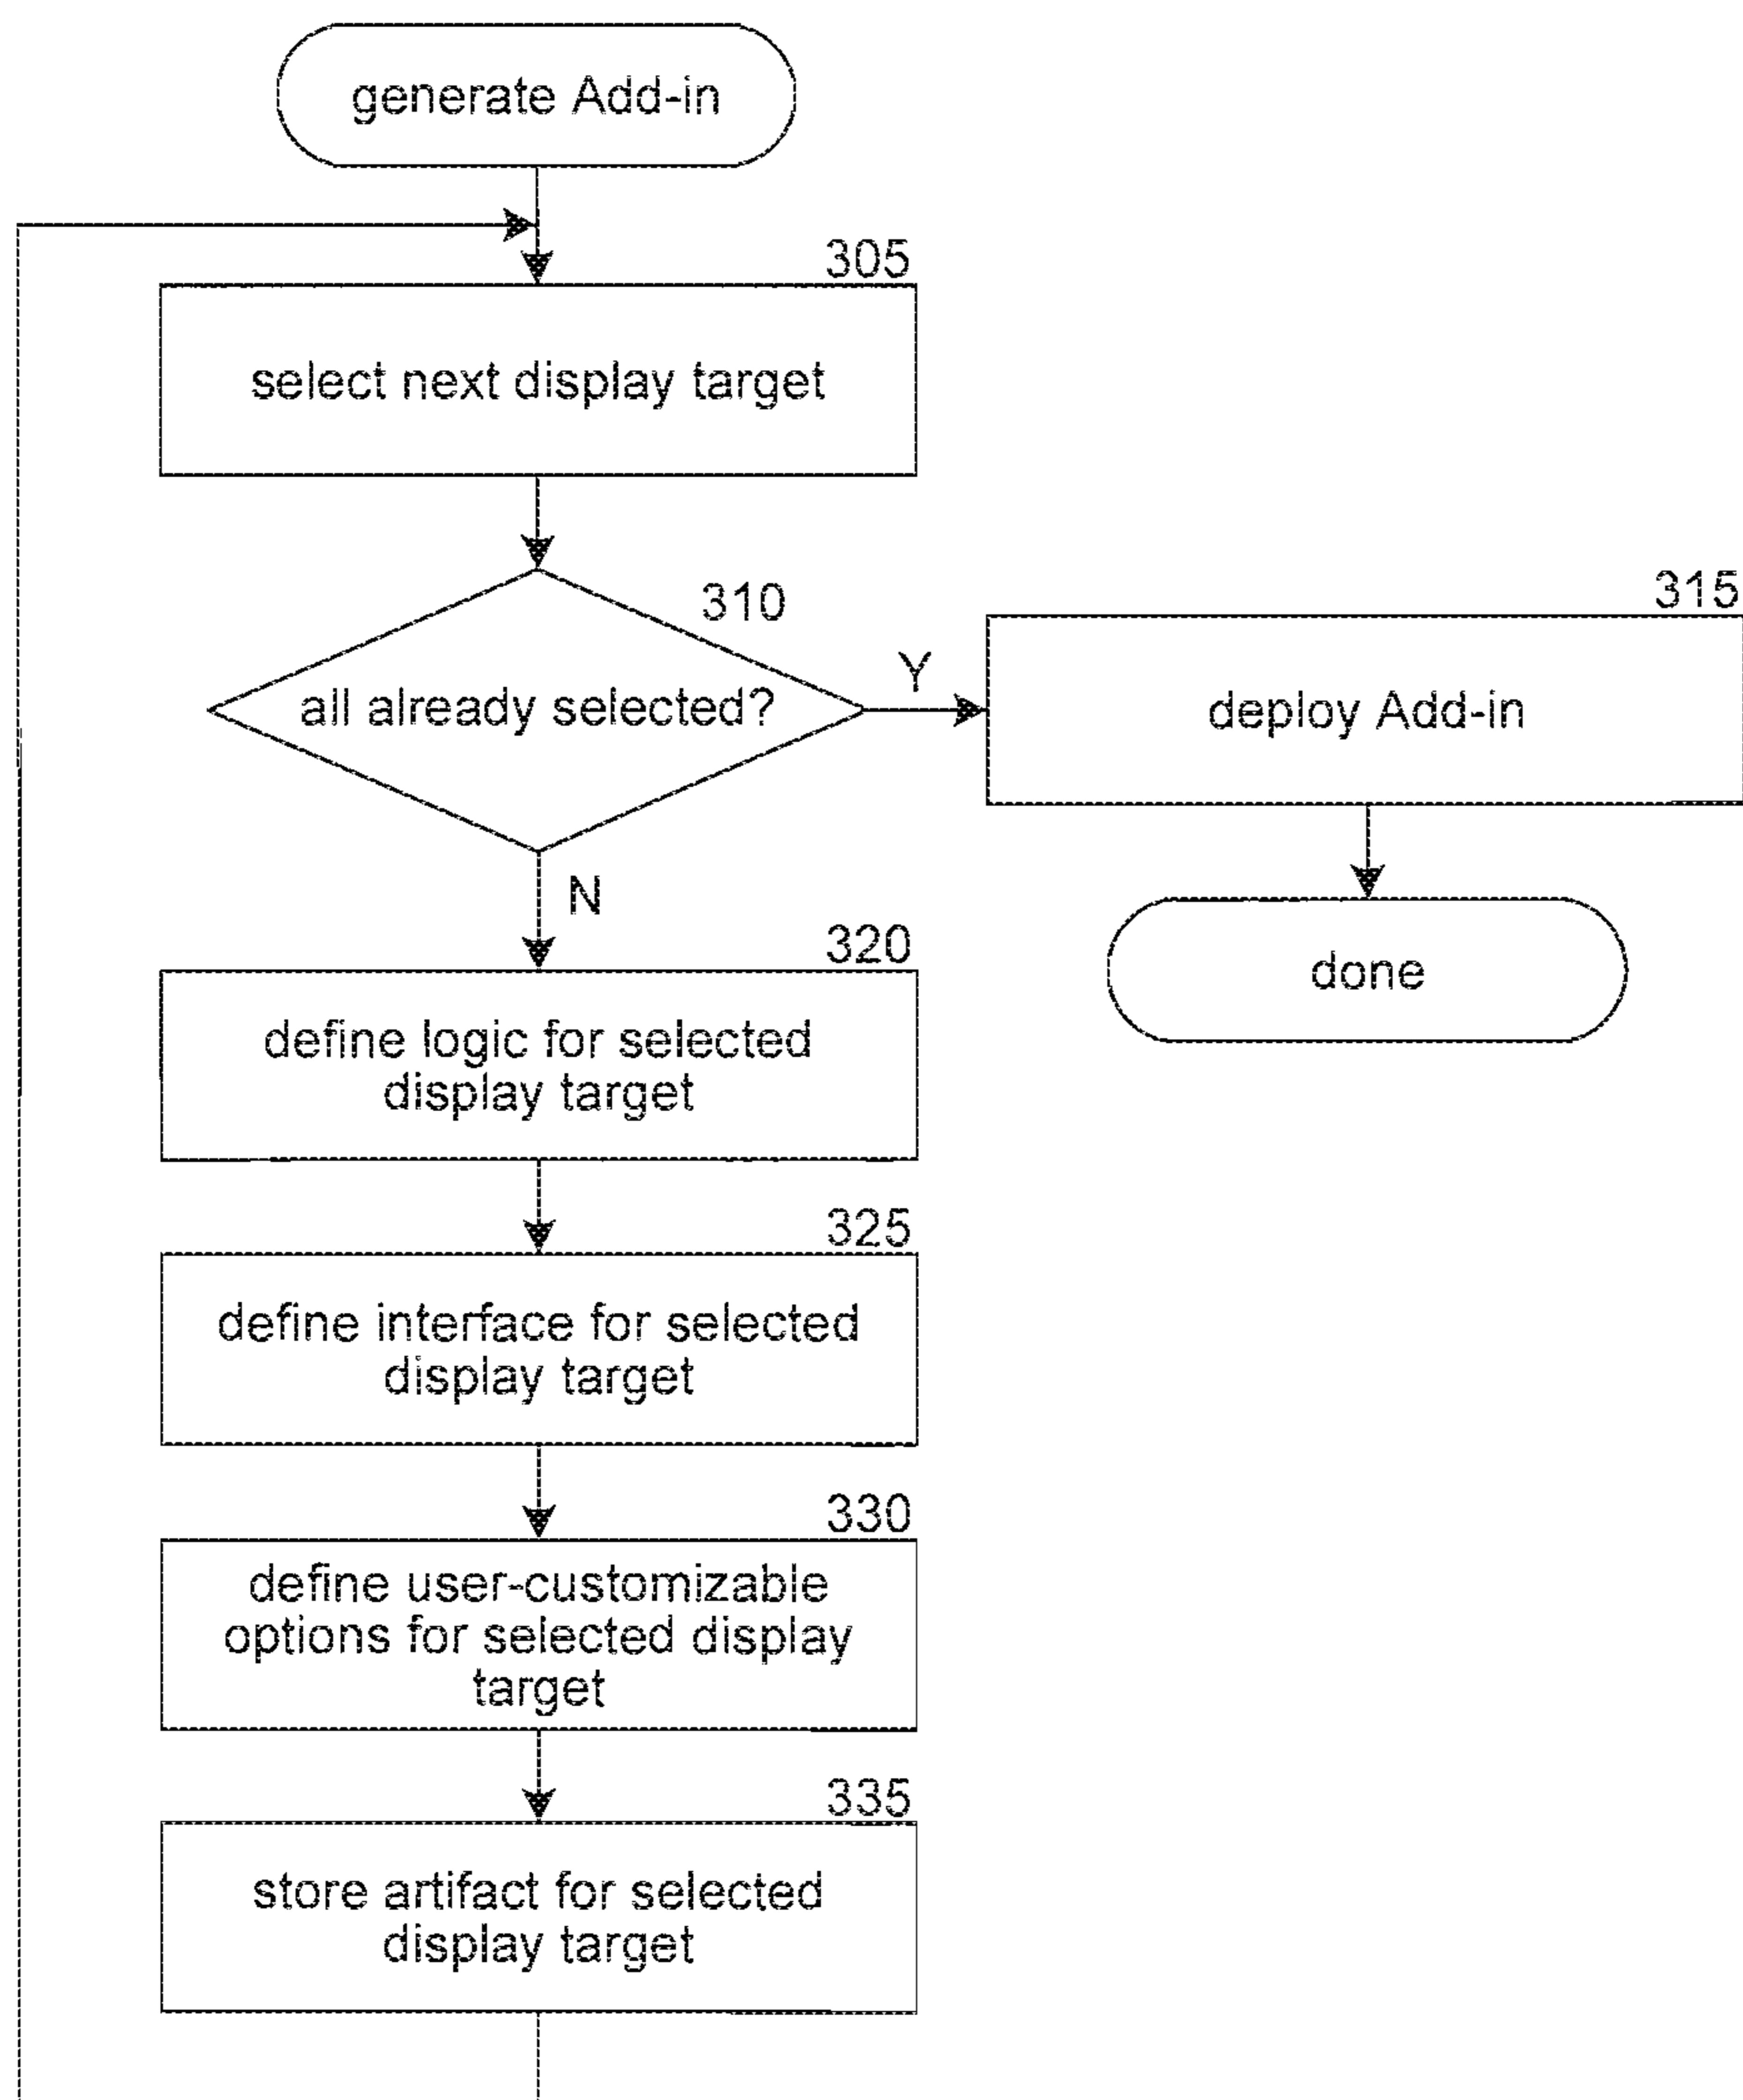 generate Add-in
305
select next display target
310
all already selected?
Y
315
deploy Add-in
done
N
320
define logic for selected
display target
325
define interface for selected
display target
330
define user-customizable
options for selected display
target
335
store artifact for selected
display target